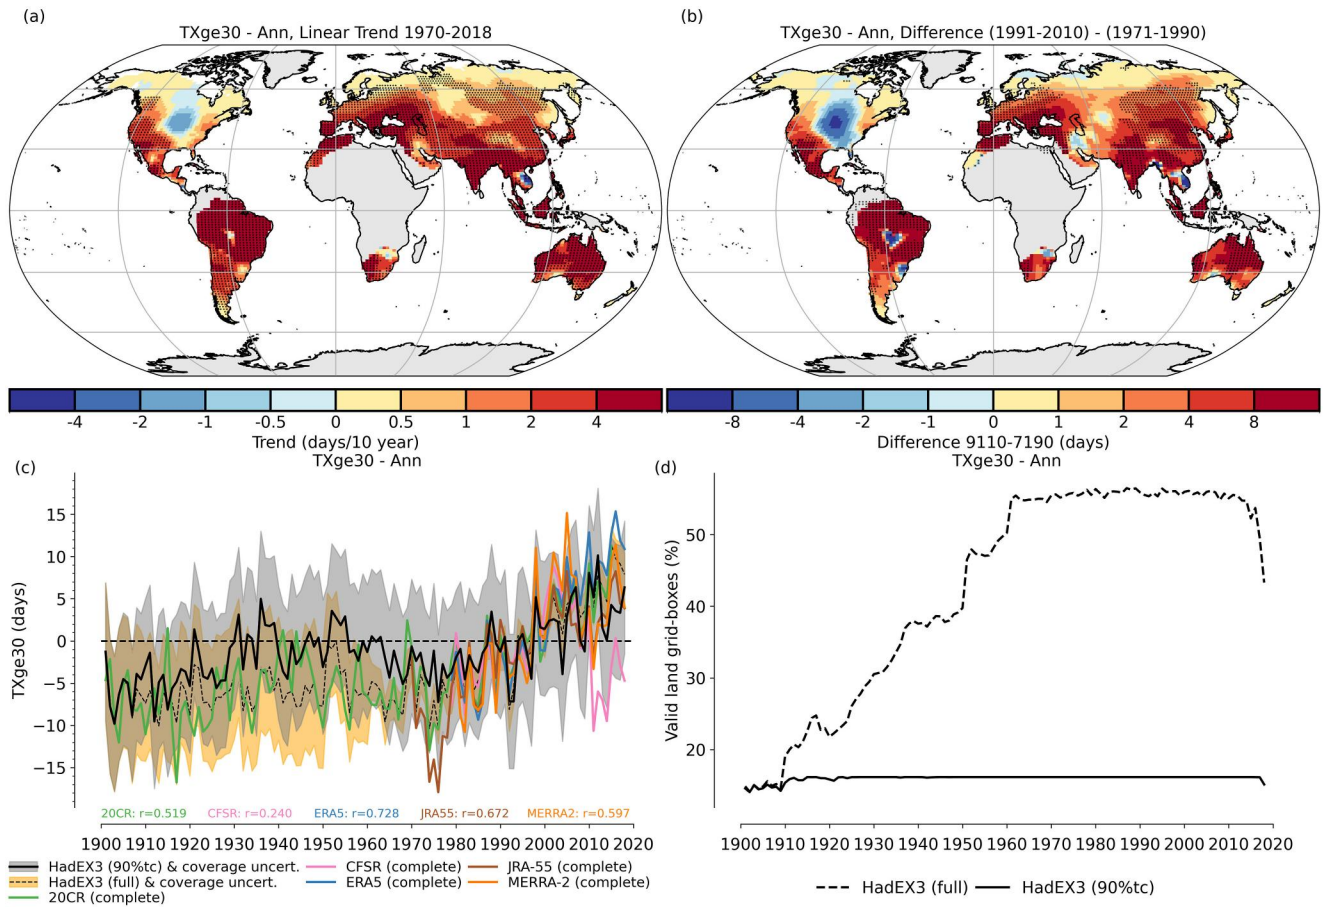 (a)
TXge30 - Ann, Linear Trend 1970-2018
-4 -2 -1 -0.5 0 0.5 1 2 4
Trend (days/10 year)
(b)
TXge30 - Ann, Difference (1991-2010) - (1971-1990)
-8 -4 -2 -1 0 1 2 4 8
Difference 9110-7190 (days)
(c)
TXge30 - Ann
TXge30 (days)
15
10
5
0
−5
−10
−15
20CR: r=0.519 CFSR: r=0.240 ERA5: r=0.728 JRA55: r=0.672 MERRA2: r=0.597
1900 1910 1920 1930 1940 1950 1960 1970 1980 1990 2000 2010 2020
HadEX3 (90%tc) & coverage uncert.
HadEX3 (full) & coverage uncert.
20CR (complete)
CFSR (complete)
ERA5 (complete)
JRA-55 (complete)
MERRA-2 (complete)
(d)
TXge30 - Ann
Valid land grid-boxes (%)
50
40
30
20
1900 1910 1920 1930 1940 1950 1960 1970 1980 1990 2000 2010 2020
HadEX3 (full) HadEX3 (90%tc)